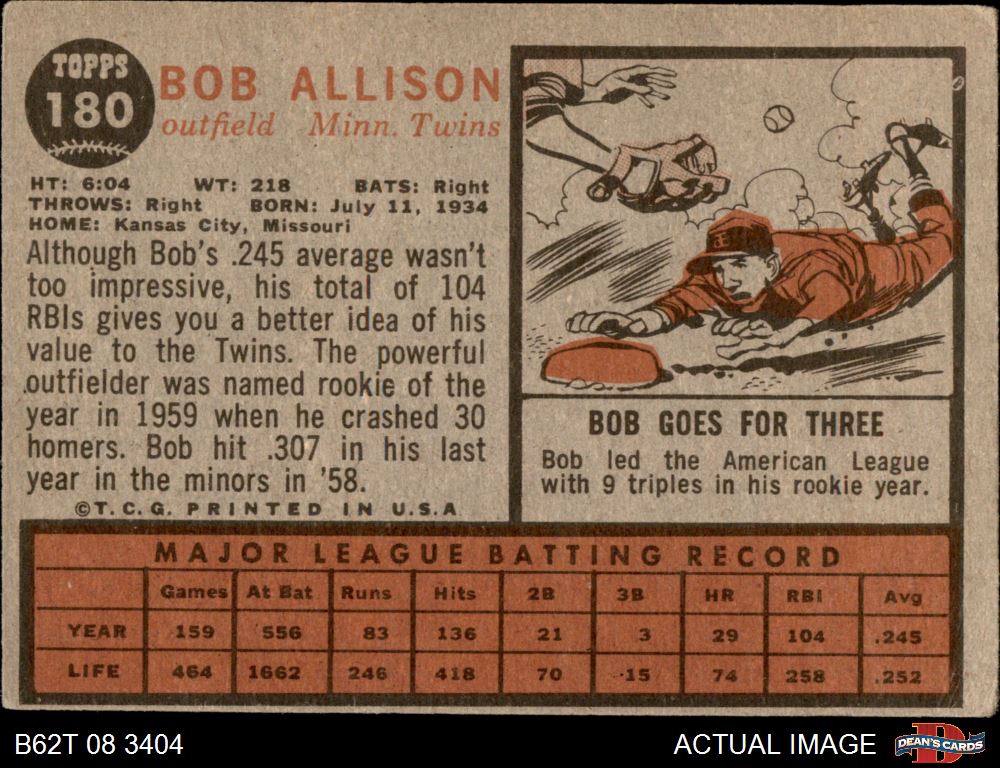 TOPPS
180
BOB ALLISON
outfield Minn. Twins
HT: 6:04 WT: 218 BATS: Right
THROWS: Right BORN: July 11, 1934
HOME: Kansas City, Missouri
Although Bob's .245 average wasn't
too impressive, his total of 104
RBIs gives you a better idea of his
value to the Twins. The powerful
outfielder was named rookie of the
year in 1959 when he crashed 30
homers. Bob hit .307 in his last
year in the minors in '58.
©T.C.G. PRINTED IN U.S.A
BOB GOES FOR THREE
Bob led the American League
with 9 triples in his rookie year.
MAJOR LEAGUE BATTING RECORD
Games At Bat Runs Hits 2B 3B HR RBI Avg
YEAR 159 556 83 136 21 3 29 104 .245
LIFE 464 1662 246 418 70 15 74 258 .252
B62T 08 3404
ACTUAL IMAGE
D
DEAN'S CARDS